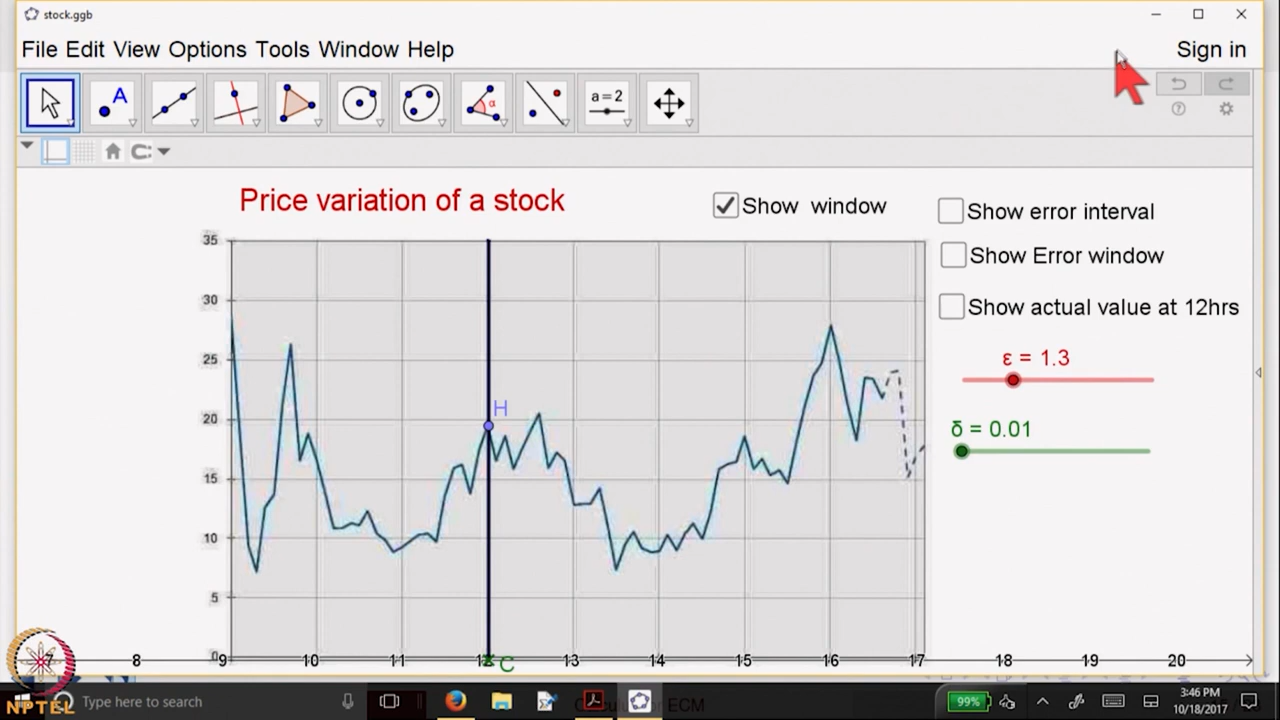 stock.ggb
File Edit View Options Tools Window Help
Sign in
A
α
a=2
Price variation of a stock
Show window
Show error interval
Show Error window
Show actual value at 12hrs
ε = 1.3
δ = 0.01
35
30
25
20
15
10
5
0
H
C
7 8 9 10 11 12 13 14 15 16 17 18 19 20
NPTEL
Type here to search
ECM
99%
3:46 PM
10/18/2017